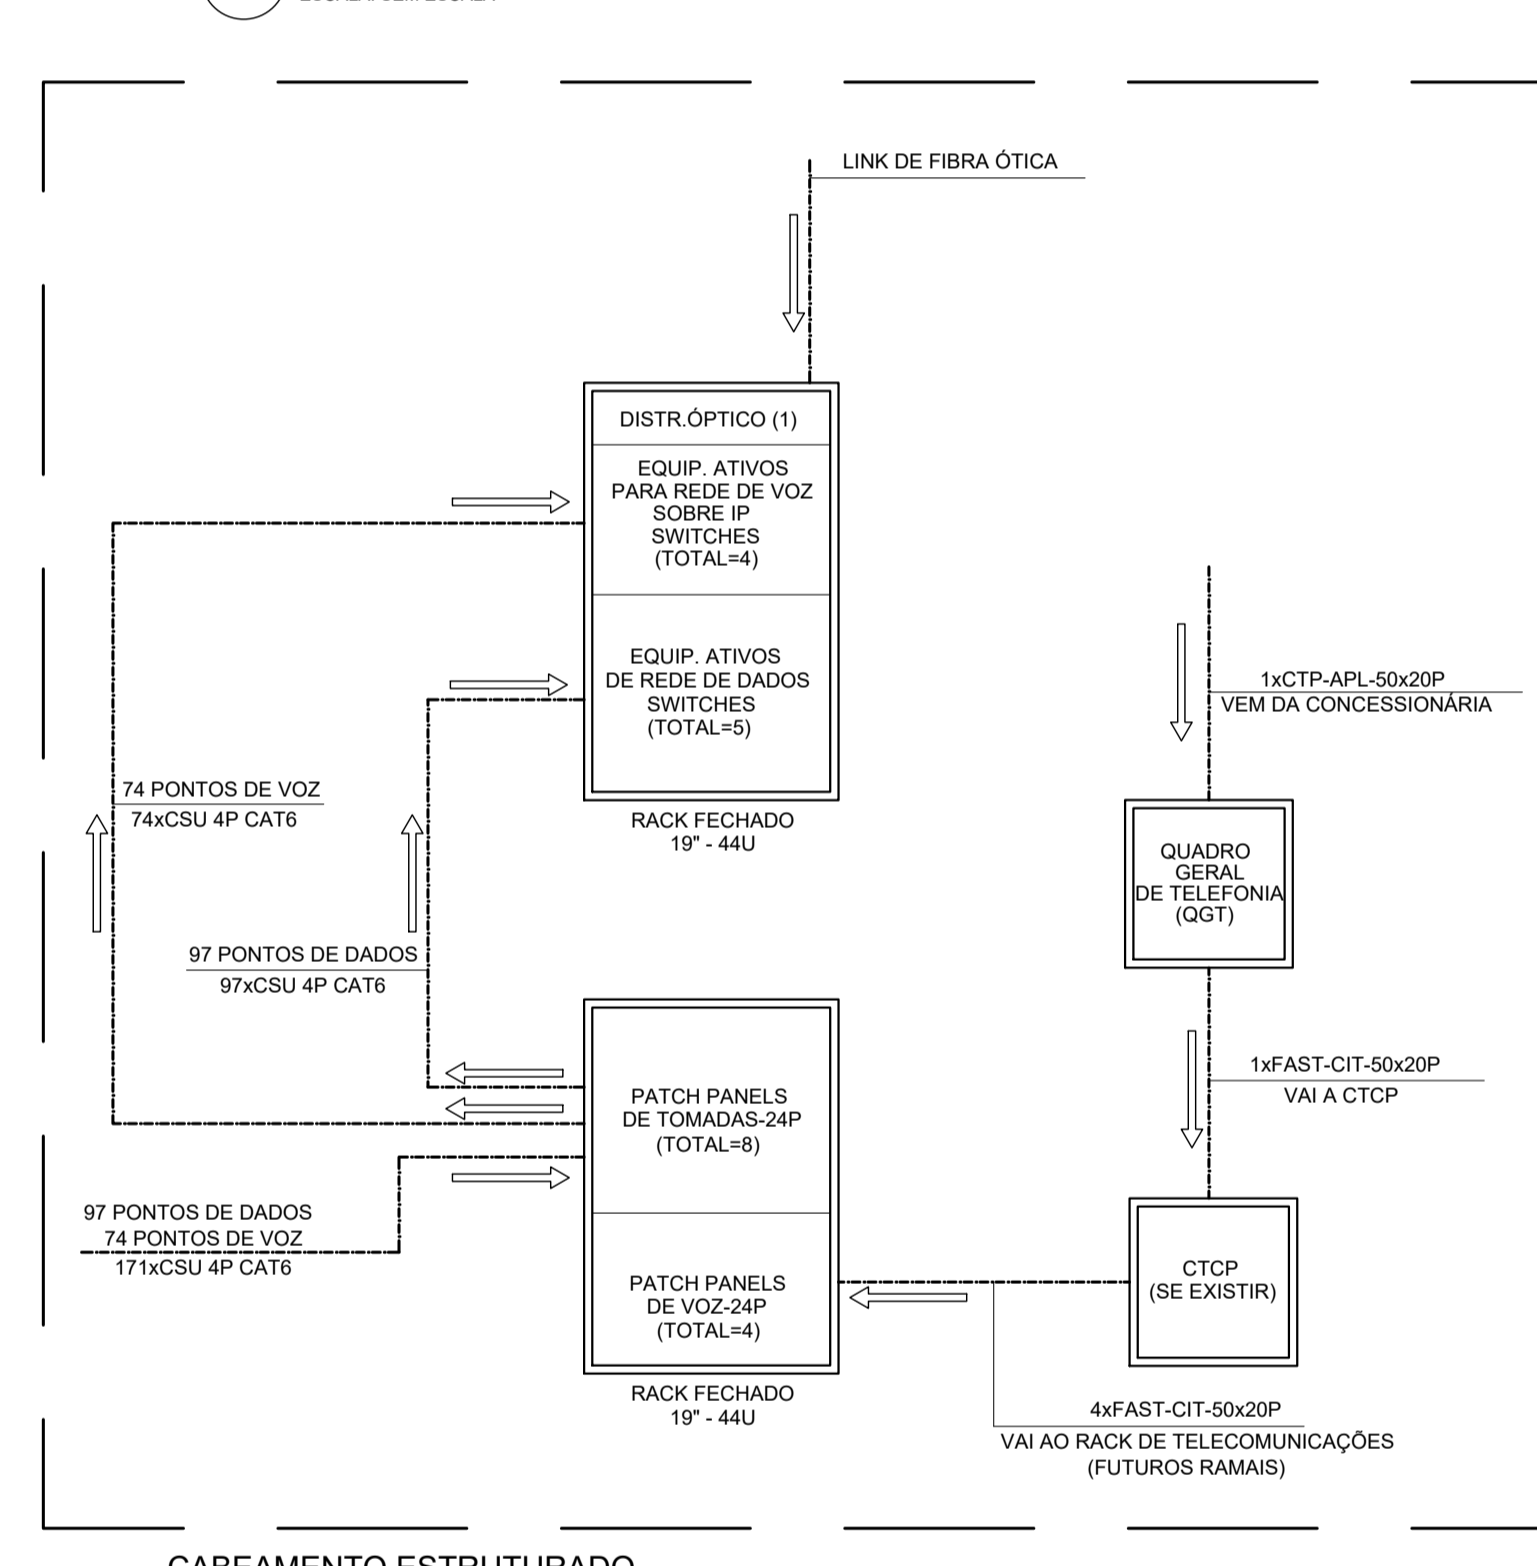 LINK DE FIBRA ÓTICA
DISTR.ÓPTICO (1)
EQUIP. ATIVOS
PARA REDE DE VOZ
SOBRE IP
SWITCHES
(TOTAL=4)
EQUIP. ATIVOS
DE REDE DE DADOS
SWITCHES
(TOTAL=5)
RACK FECHADO
19" - 44U
1xCTP-APL-50x20P
VEM DA CONCESSIONÁRIA
74 PONTOS DE VOZ
74xCSU 4P CAT6
97 PONTOS DE DADOS
97xCSU 4P CAT6
QUADRO
GERAL
DE TELEFONIA
(QGT)
1xFAST-CIT-50x20P
VAI A CTCP
PATCH PANELS
DE TOMADAS-24P
(TOTAL=8)
97 PONTOS DE DADOS
74 PONTOS DE VOZ
171xCSU 4P CAT6
PATCH PANELS
DE VOZ-24P
(TOTAL=4)
RACK FECHADO
19" - 44U
CTCP
(SE EXISTIR)
4xFAST-CIT-50x20P
VAI AO RACK DE TELECOMUNICAÇÕES
(FUTUROS RAMAIS)
CABEAMENTO ESTRUTURADO